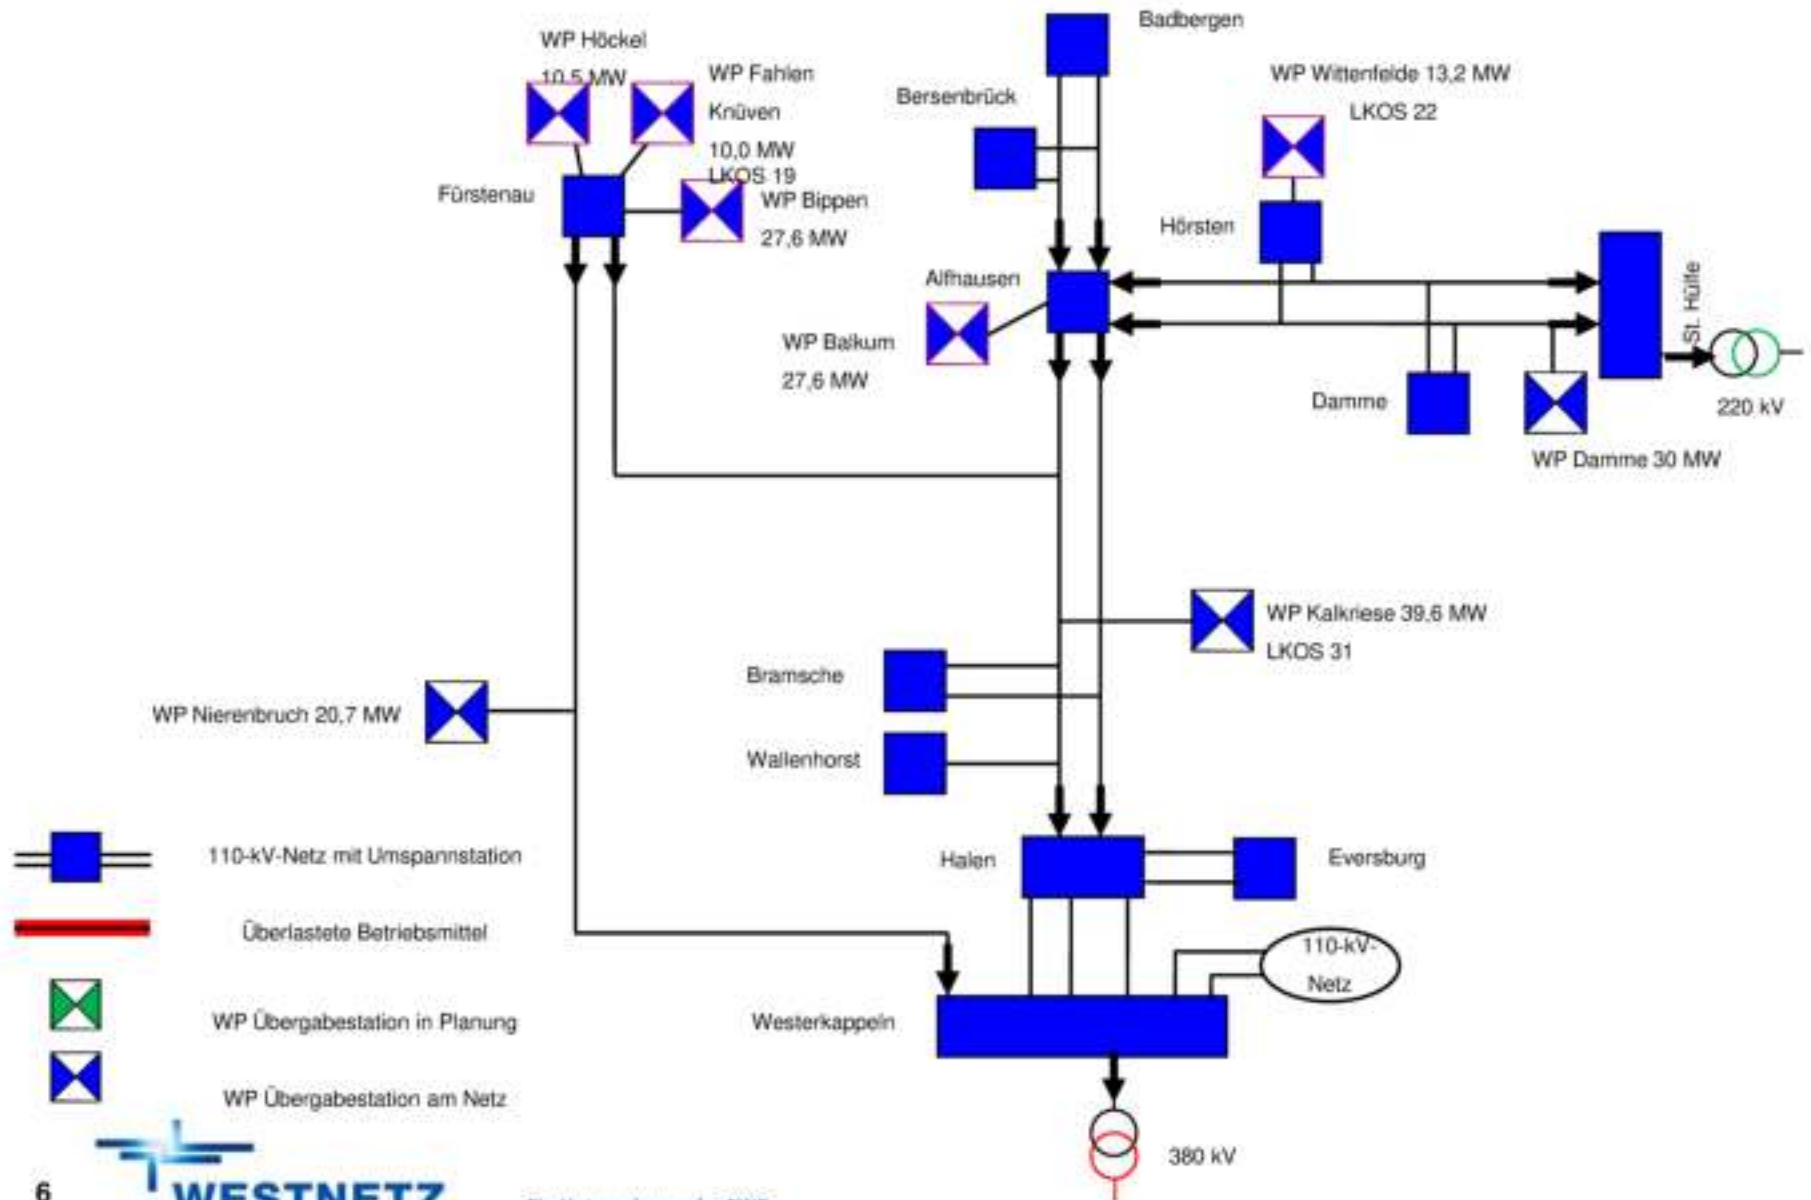 Badbergen
WP Höckel
10,5 MW
WP Fahlen
Knüven
10,0 MW
LKOS 19
WP Wittenfelde 13,2 MW
LKOS 22
Bersenbrück
Fürstenau
WP Bippen
27,6 MW
Hörsten
Alfhausen
St. Hülfe
WP Balkum
27,6 MW
Damme
220 kV
WP Damme 30 MW
WP Kalkriese 39,6 MW
LKOS 31
Bramsche
WP Nierenbruch 20,7 MW
Wallenhorst
110-kV-Netz mit Umspannstation
Halen
Eversburg
Überlastete Betriebsmittel
110-kV-
Netz
WP Übergabestation in Planung
Westerkappeln
WP Übergabestation am Netz
380 kV
6
WESTNETZ